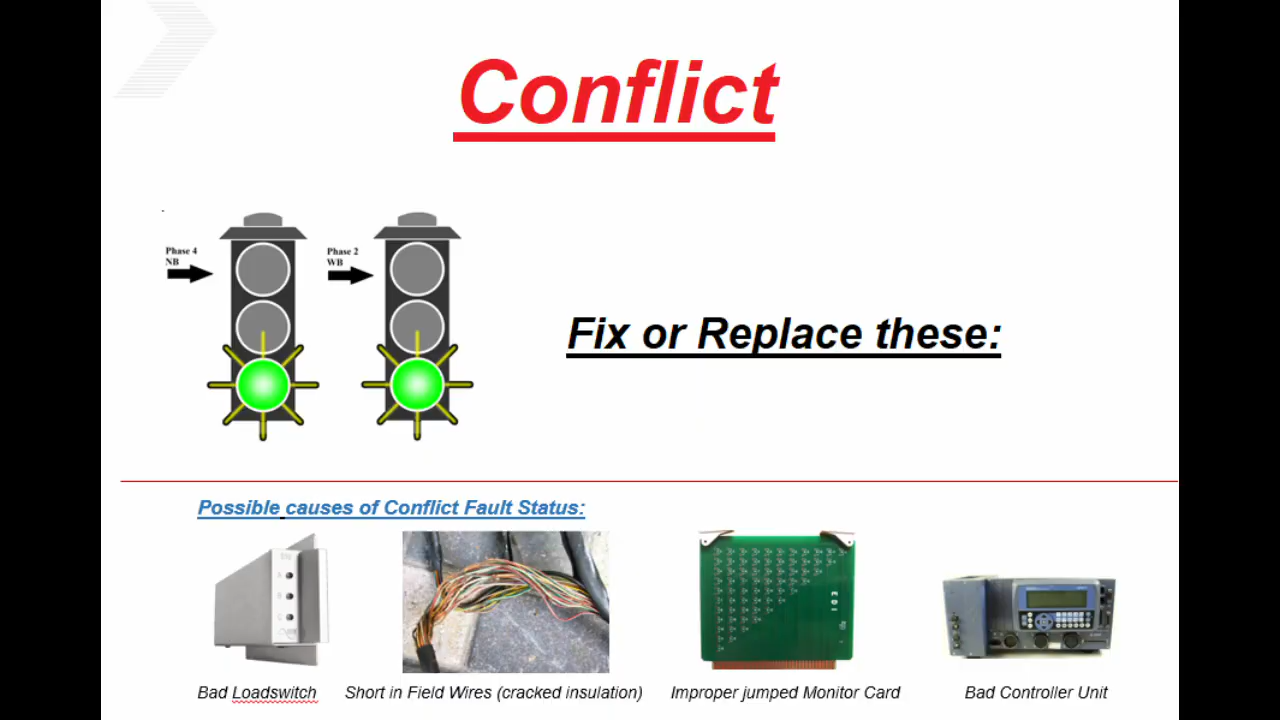 Conflict
Phase 4
NB
Phase 2
WB
Fix or Replace these:
Possible causes of Conflict Fault Status:
EDI
Bad Loadswitch
Short in Field Wires (cracked insulation)
Improper jumped Monitor Card
Bad Controller Unit